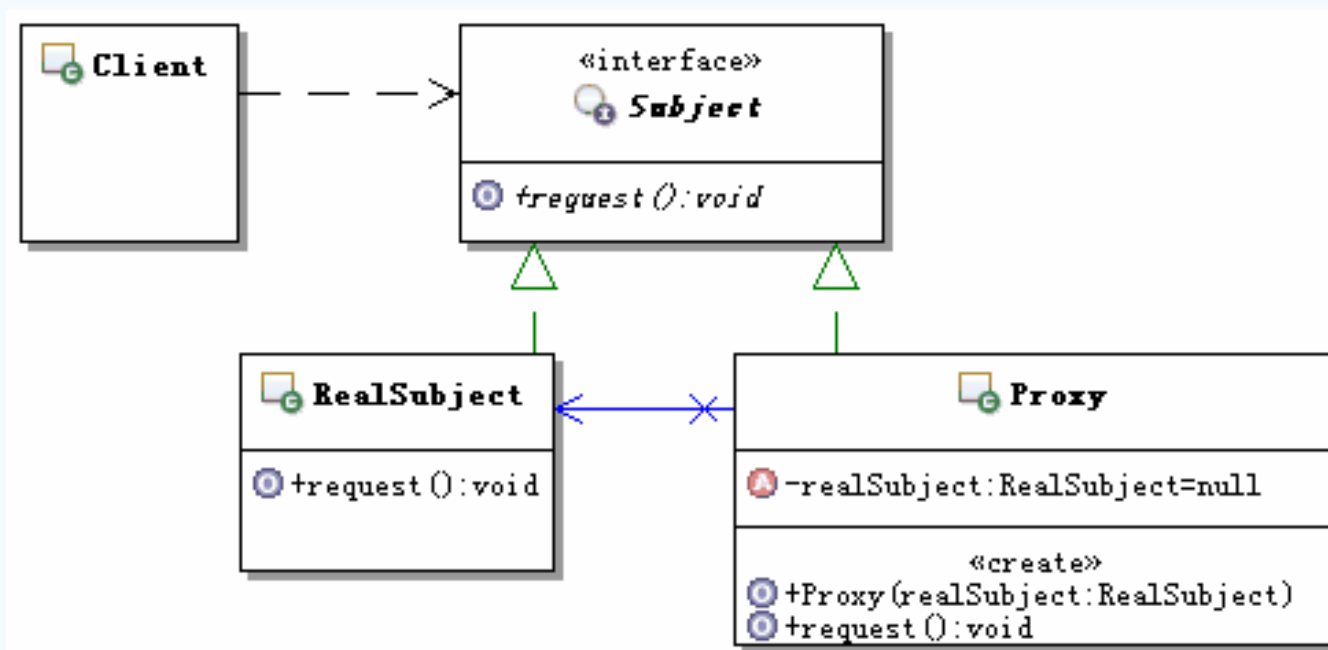 Client
«interface»
Subject
+request():void
RealSubject
+request():void
Proxy
-realSubject:RealSubject=null
«create»
+Proxy(realSubject:RealSubject)
+request():void